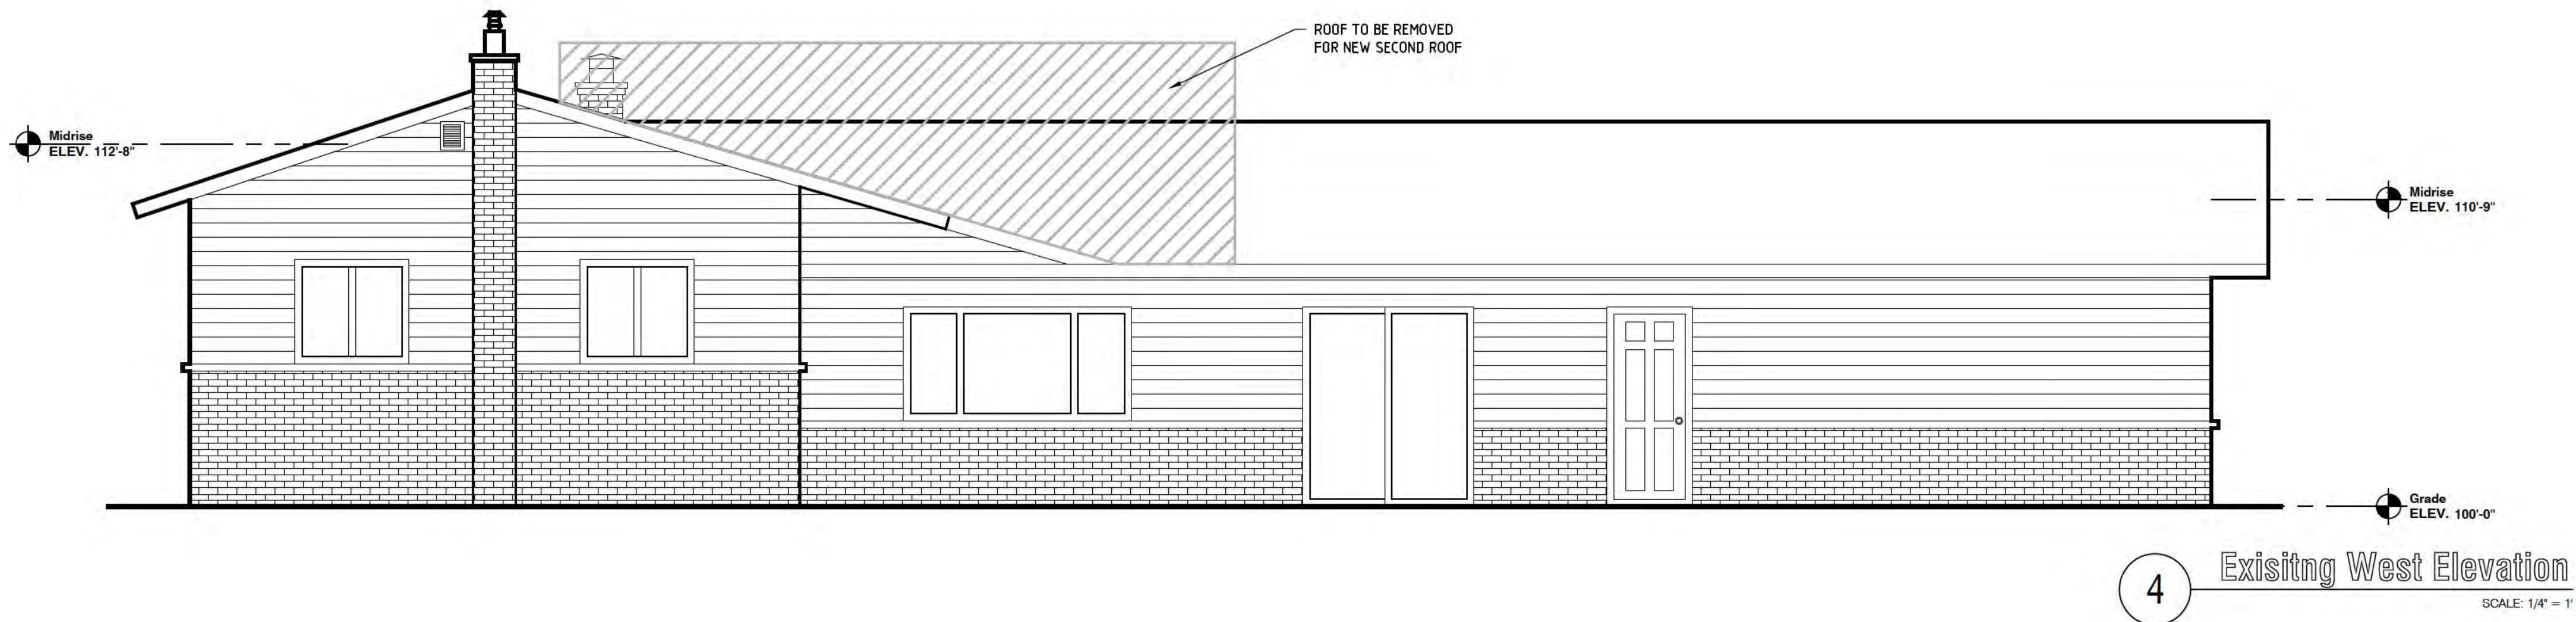 ROOF TO BE REMOVED
FOR NEW SECOND ROOF
Midrise
ELEV. 112'-8"
Midrise
ELEV. 110'-9"
Grade
ELEV. 100'-0"
4
Exisitng West Elevation
SCALE: 1/4" = 1'